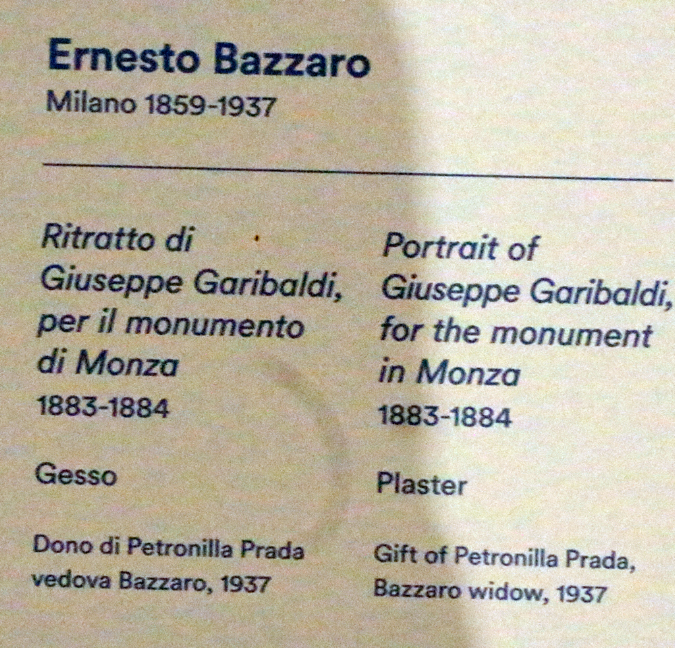 Ernesto Bazzaro
Milano 1859-1937
Ritratto di
Giuseppe Garibaldi,
per il monumento
di Monza
1883-1884
Gesso
Dono di Petronilla Prada
vedova Bazzaro, 1937
Portrait of
Giuseppe Garibaldi,
for the monument
in Monza
1883-1884
Plaster
Gift of Petronilla Prada,
Bazzaro widow, 1937